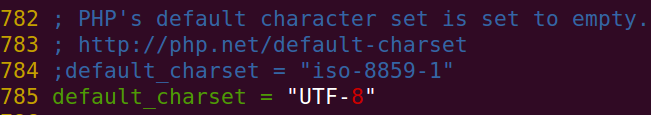 782 ; PHP's default character set is set to empty.
783 ; http://php.net/default-charset
784 ;default_charset = "iso-8859-1"
785 default_charset = "UTF-8"